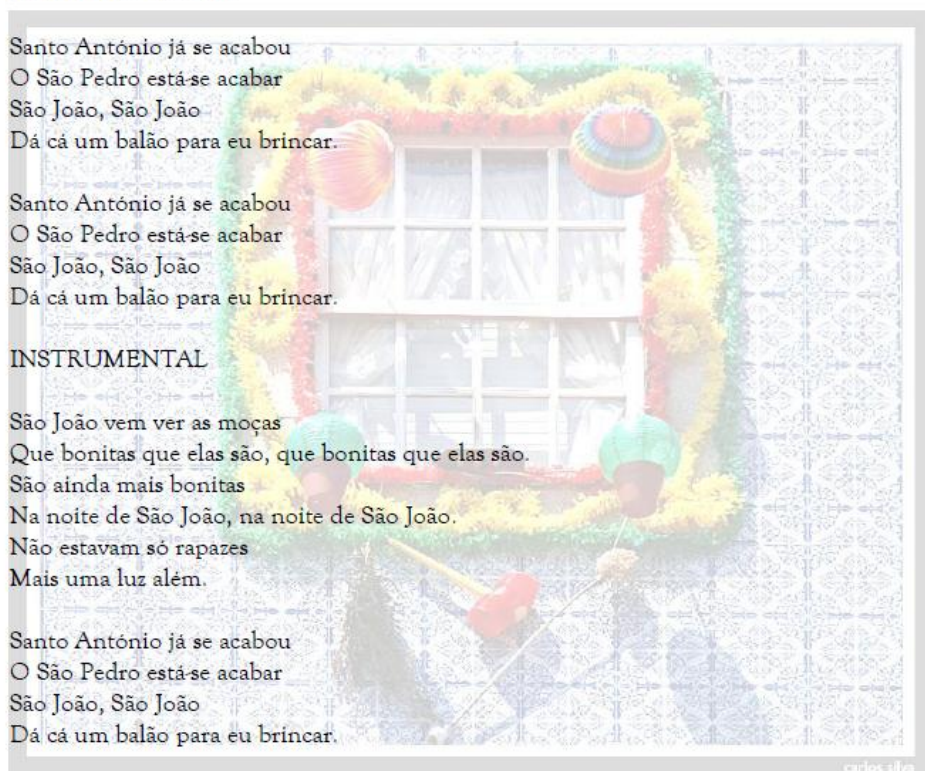 Santo António já se acabou
O São Pedro está-se acabar
São João, São João
Dá cá um balão para eu brincar.

Santo António já se acabou
O São Pedro está-se acabar
São João, São João
Dá cá um balão para eu brincar.

INSTRUMENTAL

São João vem ver as moças
Que bonitas que elas são, que bonitas que elas são.
São ainda mais bonitas
Na noite de São João, na noite de São João.
Não estavam só rapazes
Mais uma luz além.

Santo António já se acabou
O São Pedro está-se acabar
São João, São João
Dá cá um balão para eu brincar.
carlos silva